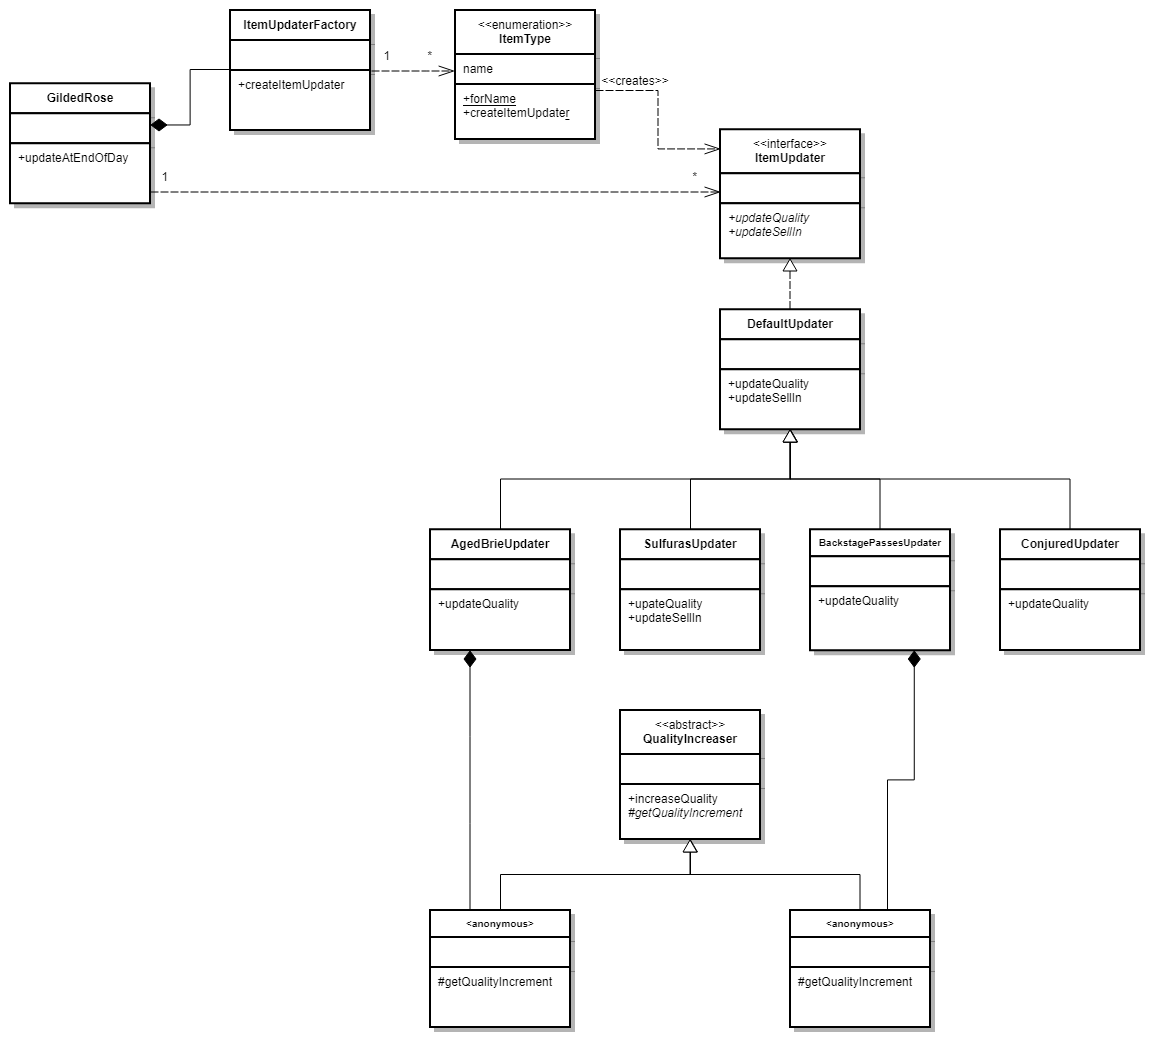 ItemUpdaterFactory
+createItemUpdater
1
*
<<enumeration>>
ItemType
name
+forName
+createItemUpdater
<<creates>>
GildedRose
+updateAtEndOfDay
1
*
<<interface>>
ItemUpdater
+updateQuality
+updateSellIn
DefaultUpdater
+updateQuality
+updateSellIn
AgedBrieUpdater
+updateQuality
SulfurasUpdater
+upateQuality
+updateSellIn
BackstagePassesUpdater
+updateQuality
ConjuredUpdater
+updateQuality
<<abstract>>
QualityIncreaser
+increaseQuality
#getQualityIncrement
<anonymous>
#getQualityIncrement
<anonymous>
#getQualityIncrement